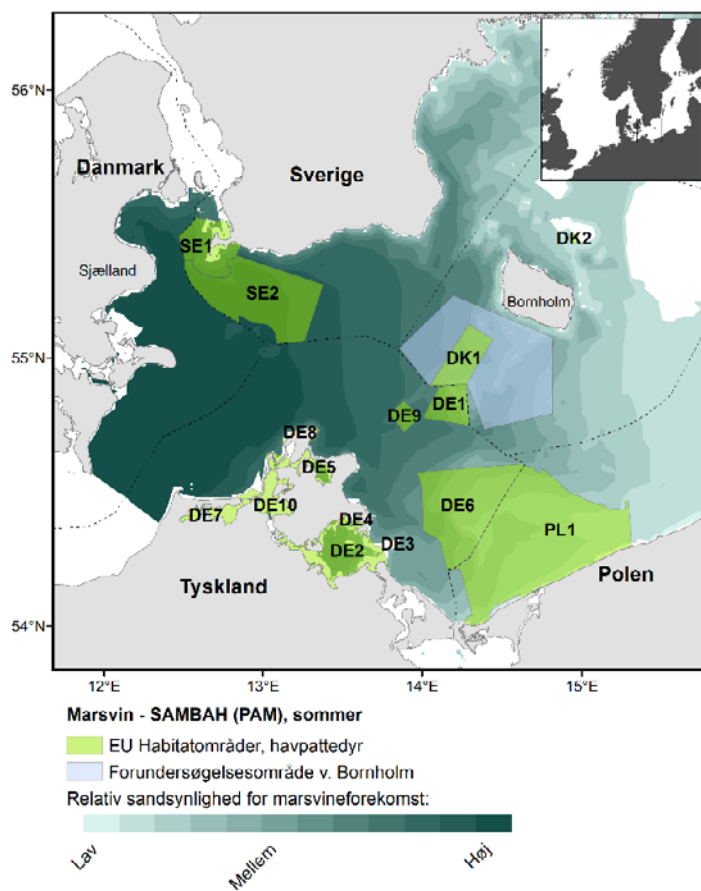 56°N
Danmark
Sverige
DK2
SE1
Sjælland
SE2
Bornholm
55°N
DK1
DE9
DE1
DE8
DE5
DE7
DE10
DE6
DE4
PL1
DE2
DE3
Tyskland
Polen
54°N
12°E
13°E
14°E
15°E
Marsvin - SAMBAH (PAM), sommer
EU Habitatområder, havpattedyr
Forundersøgelsesområde v. Bornholm
Relativ sandsynlighed for marsvineforekomst:
Lav
Mellem
Høj